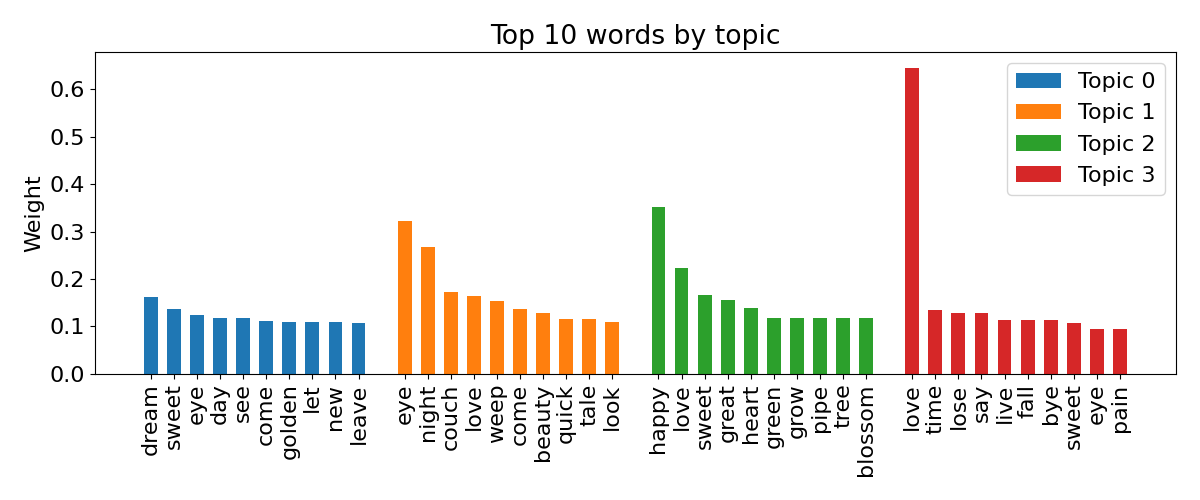 Top 10 words by topic
Weight
0.6
0.5
0.4
0.3
0.2
0.1
0.0
Topic 0
Topic 1
Topic 2
Topic 3
dream
sweet
eye
day
see
come
golden
let
new
leave
eye
night
couch
love
weep
come
beauty
quick
tale
look
happy
love
sweet
great
heart
green
grow
pipe
tree
blossom
love
time
lose
say
live
fall
bye
sweet
eye
pain